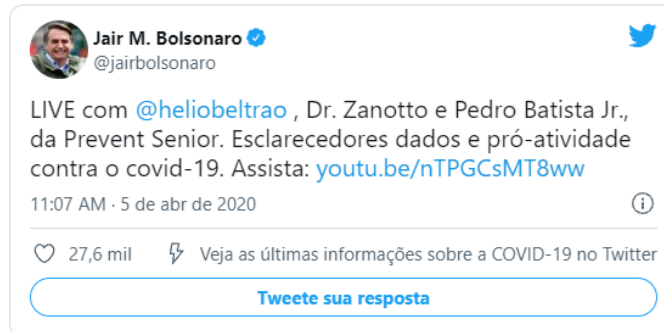 Jair M. Bolsonaro
@jairbolsonaro
LIVE com @heliobeltrao , Dr. Zanotto e Pedro Batista Jr.,
da Prevent Senior. Esclarecedores dados e pró-atividade
contra o covid-19. Assista: youtu.be/nTPGCsMT8ww
11:07 AM · 5 de abr de 2020
27,6 mil Veja as últimas informações sobre a COVID-19 no Twitter
Tweete sua resposta